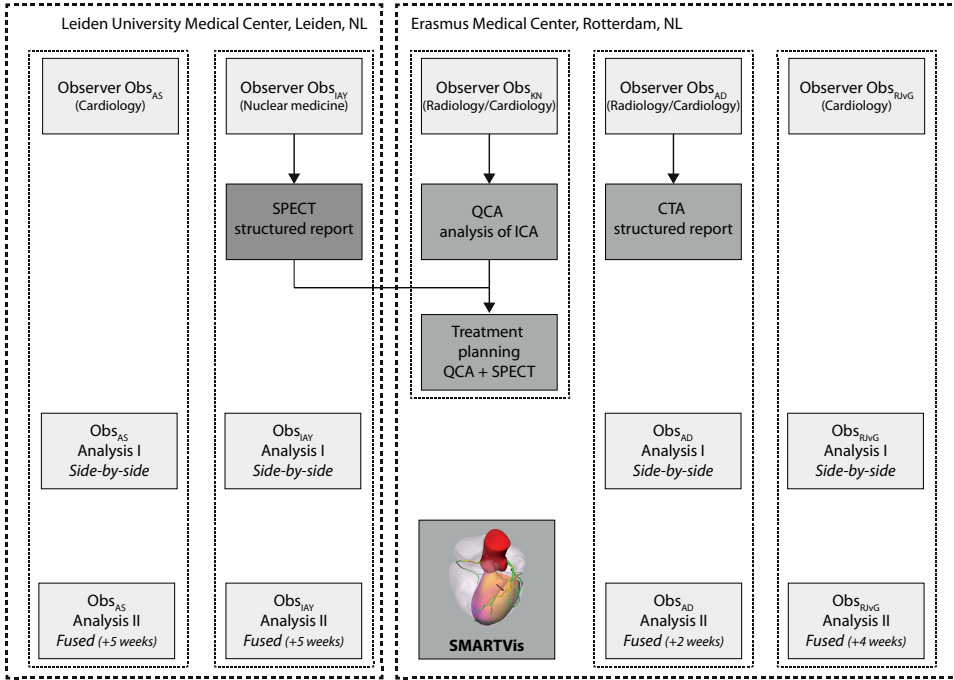 Leiden University Medical Center, Leiden, NL
Erasmus Medical Center, Rotterdam, NL
Observer Obs_AS
(Cardiology)
Observer Obs_IAY
(Nuclear medicine)
Observer Obs_KN
(Radiology/Cardiology)
Observer Obs_AD
(Radiology/Cardiology)
Observer Obs_RJvG
(Cardiology)
SPECT
structured report
QCA
analysis of ICA
CTA
structured report
Treatment
planning
QCA + SPECT
Obs_AS
Analysis I
Side-by-side
Obs_IAY
Analysis I
Side-by-side
Obs_AD
Analysis I
Side-by-side
Obs_RJvG
Analysis I
Side-by-side
Obs_AS
Analysis II
Fused (+5 weeks)
Obs_IAY
Analysis II
Fused (+5 weeks)
SMARTVis
Obs_AD
Analysis II
Fused (+2 weeks)
Obs_RJvG
Analysis II
Fused (+4 weeks)